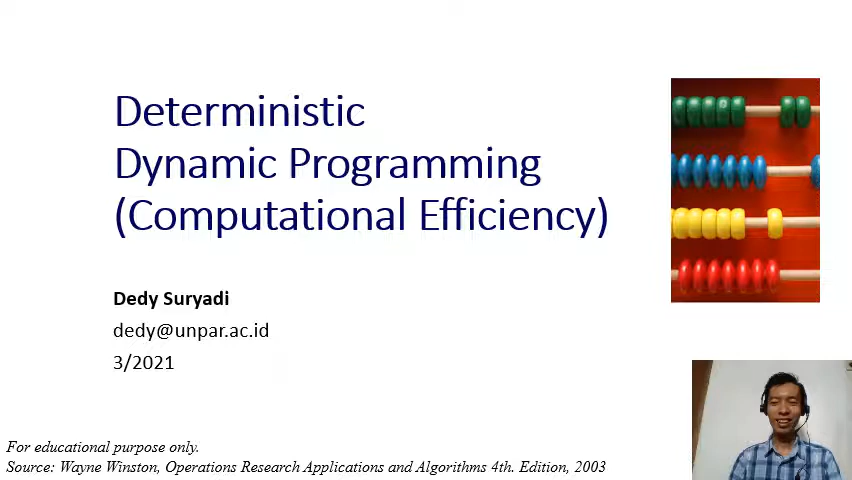 Deterministic
Dynamic Programming
(Computational Efficiency)
Dedy Suryadi
dedy@unpar.ac.id
3/2021
For educational purpose only.
Source: Wayne Winston, Operations Research Applications and Algorithms 4th. Edition, 2003